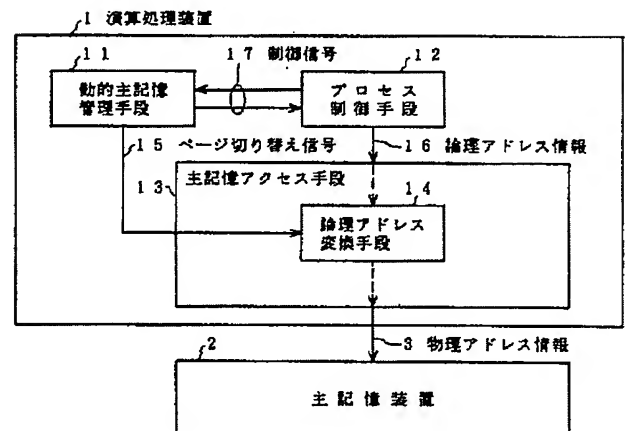 1 演算処理装置
11
17 制御信号
12
動的主記憶
管理手段
プロセス
制御手段
15 ページ切り替え信号
16 論理アドレス情報
13
主記憶アクセス手段
14
論理アドレス
変換手段
3 物理アドレス情報
2
主記憶装置